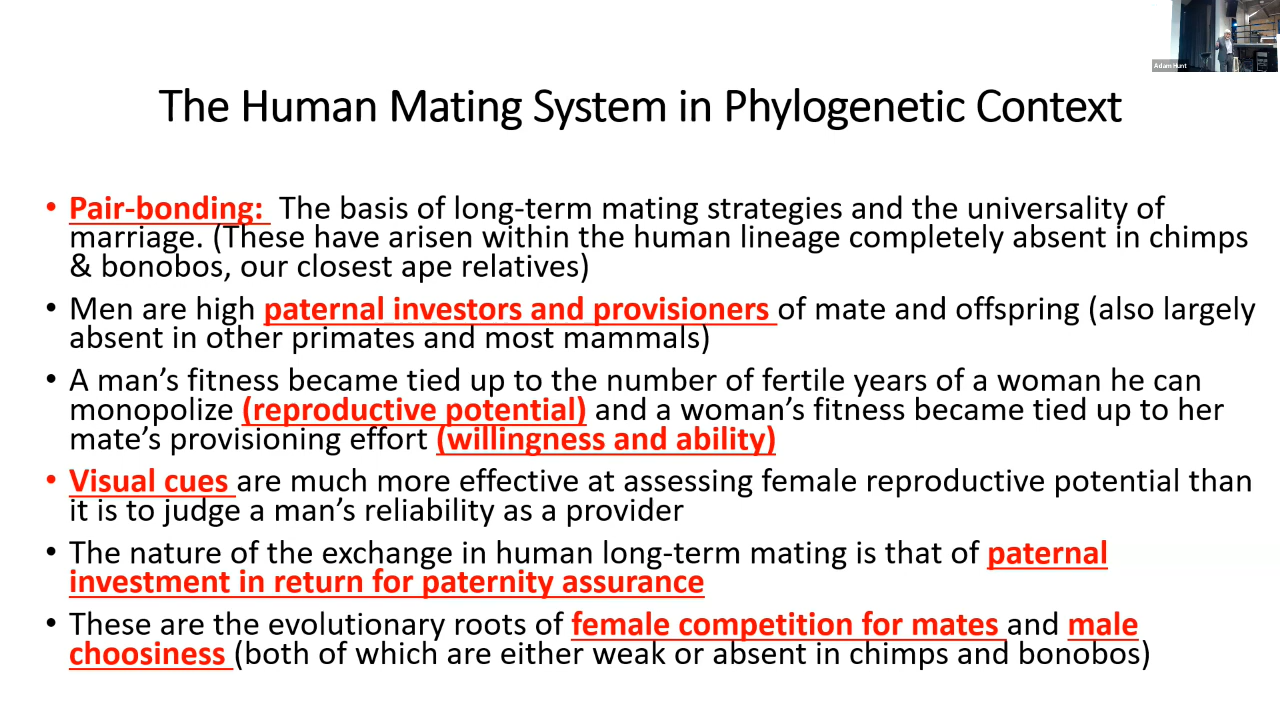 Adam Hunt
The Human Mating System in Phylogenetic Context
• Pair-bonding: The basis of long-term mating strategies and the universality of
marriage. (These have arisen within the human lineage completely absent in chimps
& bonobos, our closest ape relatives)
• Men are high paternal investors and provisioners of mate and offspring (also largely
absent in other primates and most mammals)
• A man’s fitness became tied up to the number of fertile years of a woman he can
monopolize (reproductive potential) and a woman’s fitness became tied up to her
mate’s provisioning effort (willingness and ability)
• Visual cues are much more effective at assessing female reproductive potential than
it is to judge a man’s reliability as a provider
• The nature of the exchange in human long-term mating is that of paternal
investment in return for paternity assurance
• These are the evolutionary roots of female competition for mates and male
choosiness (both of which are either weak or absent in chimps and bonobos)